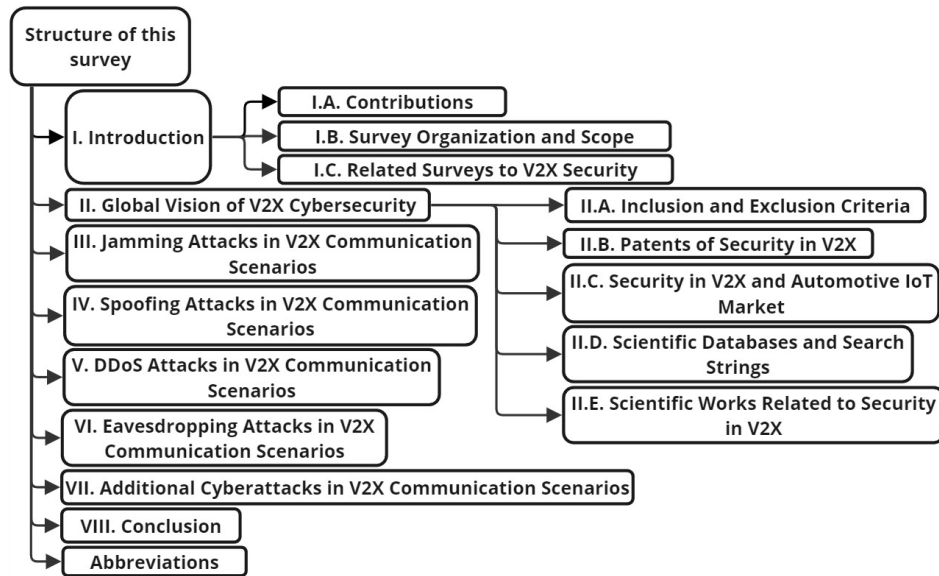 Structure of this
survey
I. Introduction
I.A. Contributions
I.B. Survey Organization and Scope
I.C. Related Surveys to V2X Security
II. Global Vision of V2X Cybersecurity
II.A. Inclusion and Exclusion Criteria
II.B. Patents of Security in V2X
II.C. Security in V2X and Automotive IoT
Market
II.D. Scientific Databases and Search
Strings
II.E. Scientific Works Related to Security
in V2X
III. Jamming Attacks in V2X Communication
Scenarios
IV. Spoofing Attacks in V2X Communication
Scenarios
V. DDoS Attacks in V2X Communication
Scenarios
VI. Eavesdropping Attacks in V2X
Communication Scenarios
VII. Additional Cyberattacks in V2X Communication Scenarios
VIII. Conclusion
Abbreviations